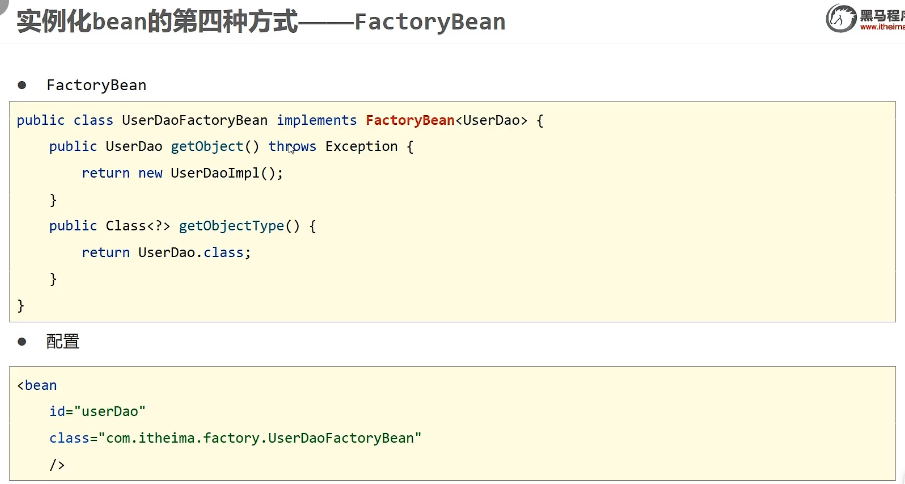 实例化bean的第四种方式——FactoryBean
黑马程序
www.itheima
● FactoryBean
public class UserDaoFactoryBean implements FactoryBean<UserDao> {
    public UserDao getObject() throws Exception {
        return new UserDaoImpl();
    }
    public Class<?> getObjectType() {
        return UserDao.class;
    }
}
● 配置
<bean
    id="userDao"
    class="com.itheima.factory.UserDaoFactoryBean"
    />